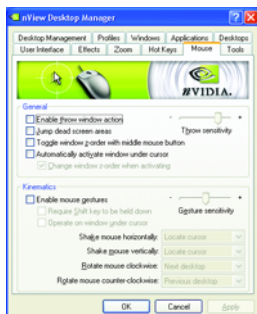 nView Desktop Manager
Desktop Management Profiles Windows Applications Desktops
User Interface Effects Zoom Hot Keys Mouse Tools
NVIDIA.
General
Enable throw window action
Jump dead screen areas
Toggle window z-order with middle mouse button
Automatically activate window under cursor
Change window z-order when activating
- +
Throw sensitivity
Kinematics
Enable mouse gestures
Require Shift key to be held down
Operate on window under cursor
- +
Gesture sensitivity
Shake mouse horizontally: Locate cursor
Shake mouse vertically: Locate cursor
Rotate mouse clockwise: Next desktop
Rotate mouse counter-clockwise: Previous desktop
OK Cancel Apply